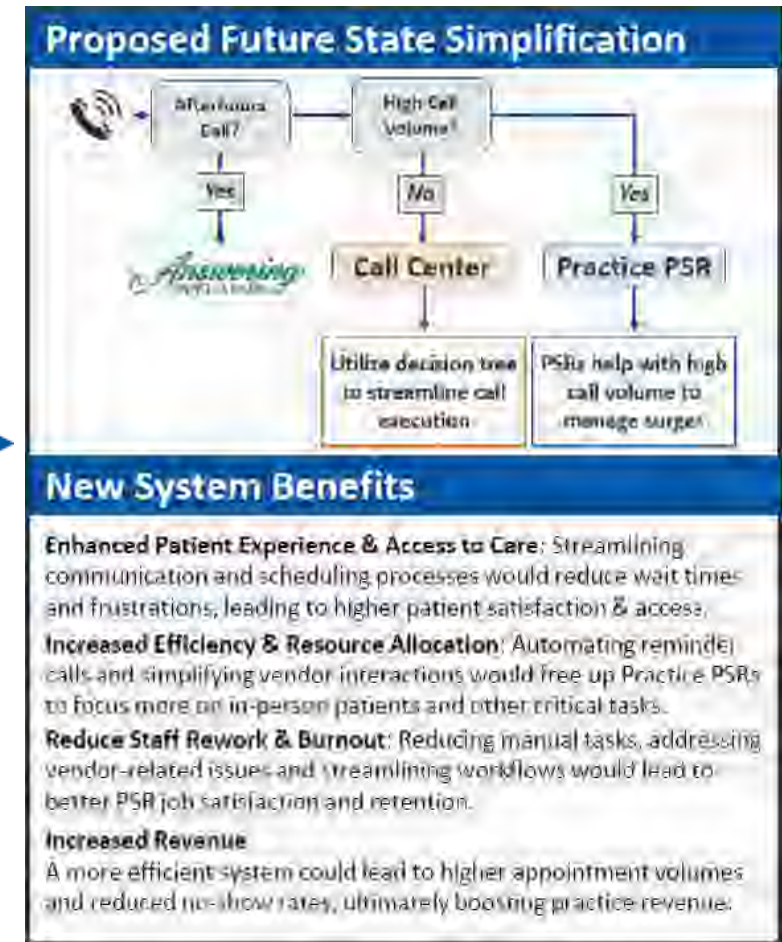 Proposed Future State Simplification
Afterhours
Call?
High Call
Volume?
Yes
No
Yes
Answering
Call Center
Practice PSR
Utilize decision tree
to streamline call
execution
PSRs help with high
call volume to
manage surges
New System Benefits
Enhanced Patient Experience & Access to Care: Streamlining
communication and scheduling processes would reduce wait times
and frustrations, leading to higher patient satisfaction & access.
Increased Efficiency & Resource Allocation: Automating reminder
calls and simplifying vendor interactions would free up Practice PSRs
to focus more on in-person patients and other critical tasks.
Reduce Staff Rework & Burnout: Reducing manual tasks, addressing
vendor-related issues and streamlining workflows would lead to
better PSR job satisfaction and retention.
Increased Revenue
A more efficient system could lead to higher appointment volumes
and reduced no-show rates, ultimately boosting practice revenue.